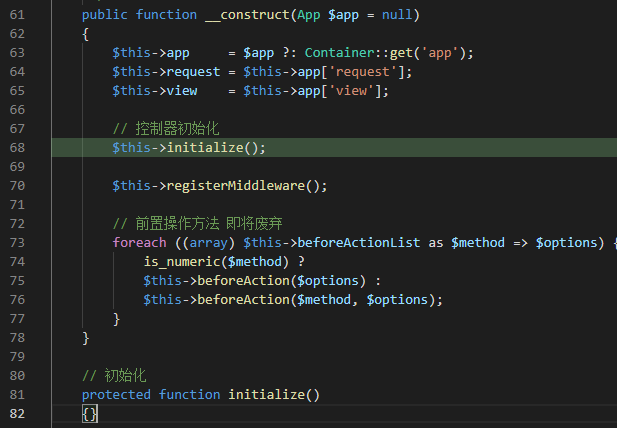 61 public function __construct(App $app = null)
62 {
63 $this->app     = $app ?: Container::get('app');
64 $this->request = $this->app['request'];
65 $this->view    = $this->app['view'];
66
67 // 控制器初始化
68 $this->initialize();
69
70 $this->registerMiddleware();
71
72 // 前置操作方法 即将废弃
73 foreach ((array) $this->beforeActionList as $method => $options) {
74 is_numeric($method) ?
75 $this->beforeAction($options) :
76 $this->beforeAction($method, $options);
77 }
78 }
79
80 // 初始化
81 protected function initialize()
82 {}